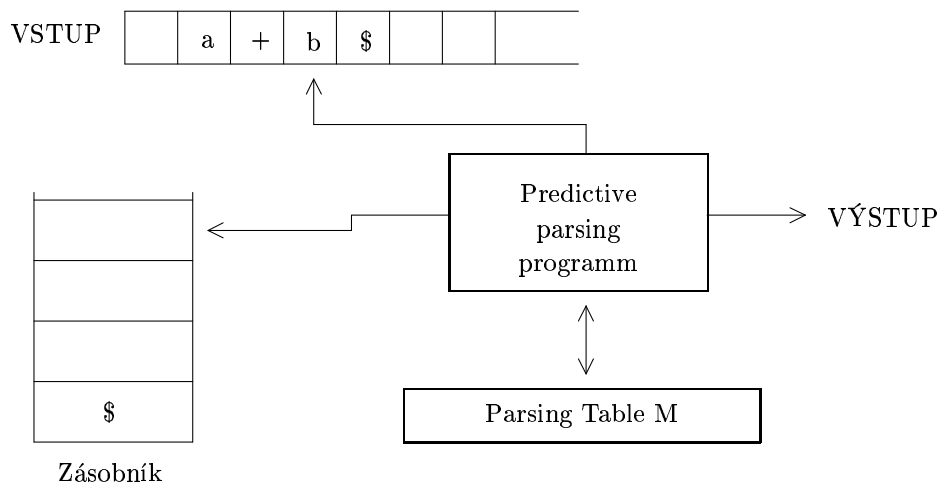 VSTUP a + b $
Predictive
parsing
programm
VÝSTUP
$
Parsing Table M
Zásobník